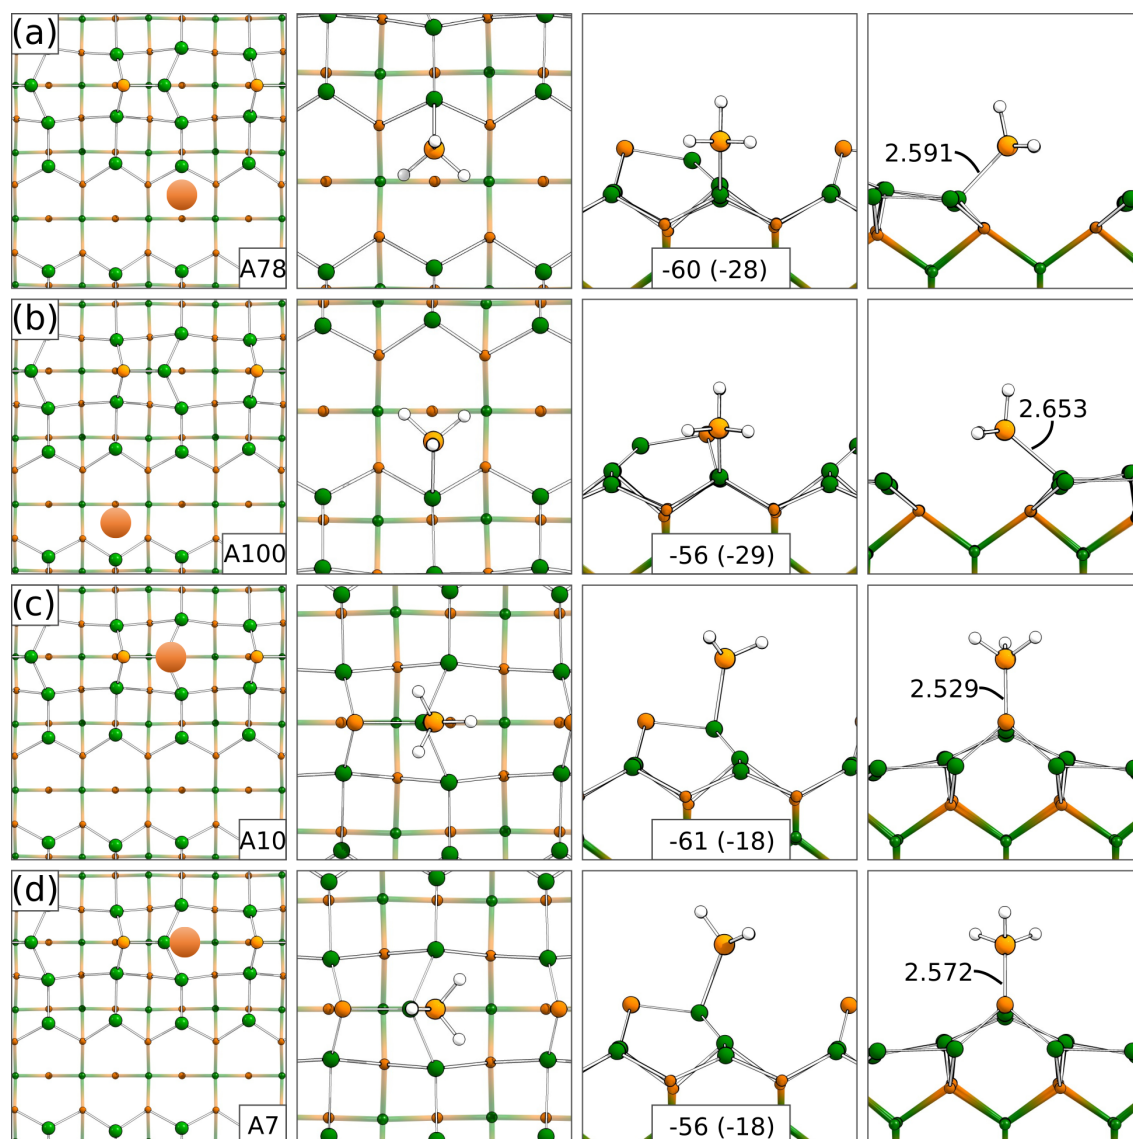 (a)
A78
-60 (-28)
2.591
(b)
A100
-56 (-29)
2.653
(c)
A10
-61 (-18)
2.529
(d)
A7
-56 (-18)
2.572